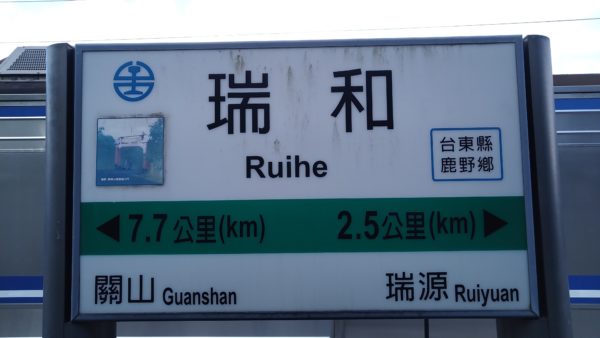 瑞和
Ruihe
台東縣
鹿野鄉
◀7.7公里(km) 2.5公里(km)▶
關山 Guanshan 瑞源 Ruiyuan